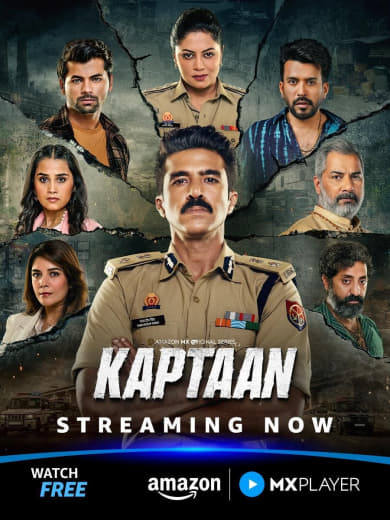 AMAZON MX ORIGINAL SERIES
KAPTAAN
STREAMING NOW
WATCH
FREE
amazon
MXPLAYER